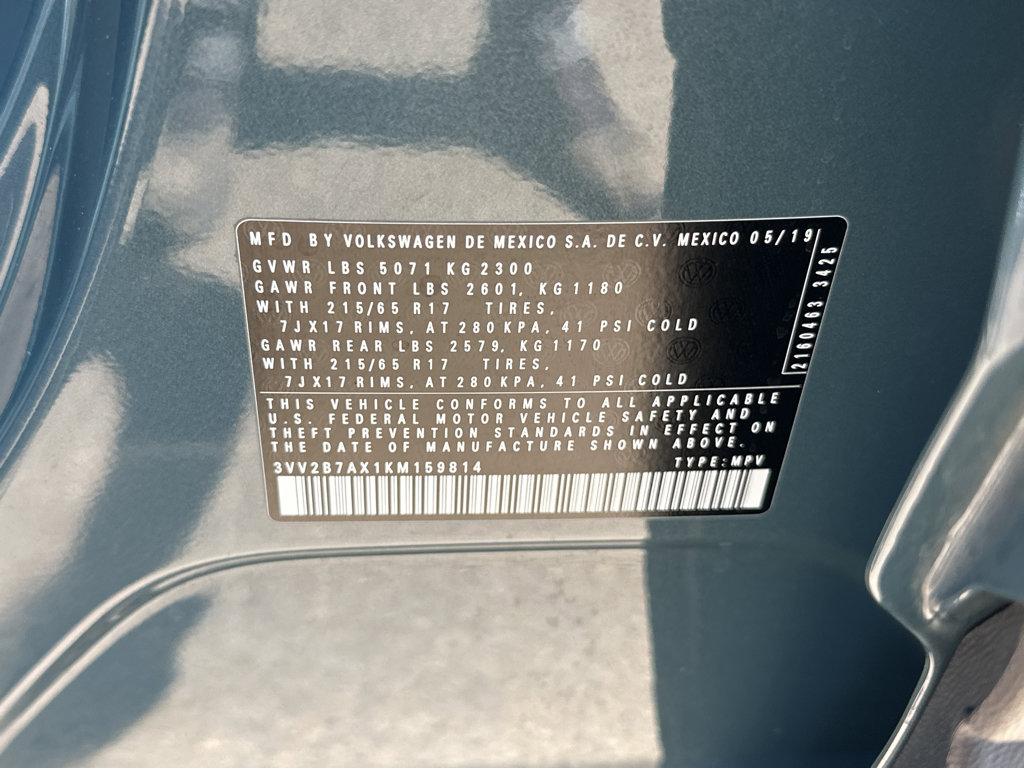 MFD BY VOLKSWAGEN DE MEXICO S.A. DE C.V. MEXICO 05/19
GVWR LBS 5071 KG 2300
GAWR FRONT LBS 2601, KG 1180
WITH 215/65 R17 TIRES,
7JX17 RIMS, AT 280 KPA, 41 PSI COLD
GAWR REAR LBS 2579, KG 1170
WITH 215/65 R17 TIRES,
7JX17 RIMS, AT 280 KPA, 41 PSI COLD
2160463 3425
THIS VEHICLE CONFORMS TO ALL APPLICABLE
U.S. FEDERAL MOTOR VEHICLE SAFETY AND
THEFT PREVENTION STANDARDS IN EFFECT ON
THE DATE OF MANUFACTURE SHOWN ABOVE.
3VV2B7AX1KM159814 TYPE:MPV